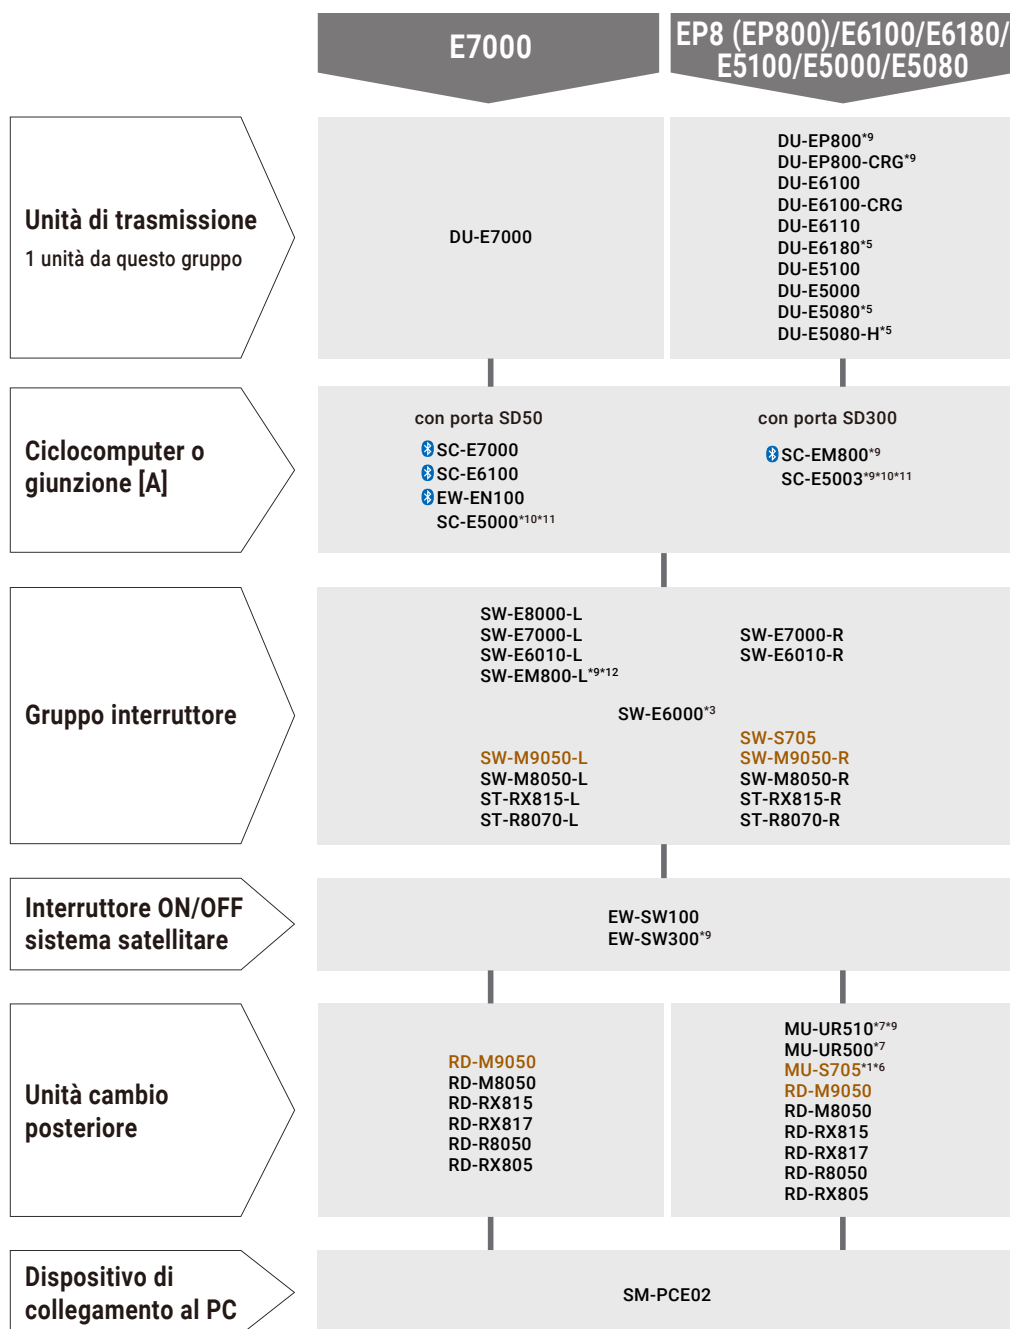 E7000
EP8 (EP800)/E6100/E6180/
E5100/E5000/E5080
Unità di trasmissione
1 unità da questo gruppo
DU-E7000
DU-EP800*9
DU-EP800-CRG*9
DU-E6100
DU-E6100-CRG
DU-E6110
DU-E6180*5
DU-E5100
DU-E5000
DU-E5080*5
DU-E5080-H*5
Ciclocomputer o
giunzione [A]
con porta SD50
SC-E7000
SC-E6100
EW-EN100
SC-E5000*10*11
con porta SD300
SC-EM800*9
SC-E5003*9*10*11
Gruppo interruttore
SW-E8000-L
SW-E7000-L
SW-E6010-L
SW-EM800-L*9*12
SW-E7000-R
SW-E6010-R
SW-E6000*3
SW-M9050-L
SW-M8050-L
ST-RX815-L
ST-R8070-L
SW-S705
SW-M9050-R
SW-M8050-R
ST-RX815-R
ST-R8070-R
Interruttore ON/OFF
sistema satellitare
EW-SW100
EW-SW300*9
Unità cambio
posteriore
RD-M9050
RD-M8050
RD-RX815
RD-RX817
RD-R8050
RD-RX805
MU-UR510*7*9
MU-UR500*7
MU-S705*1*6
RD-M9050
RD-M8050
RD-RX815
RD-RX817
RD-R8050
RD-RX805
Dispositivo di
collegamento al PC
SM-PCE02